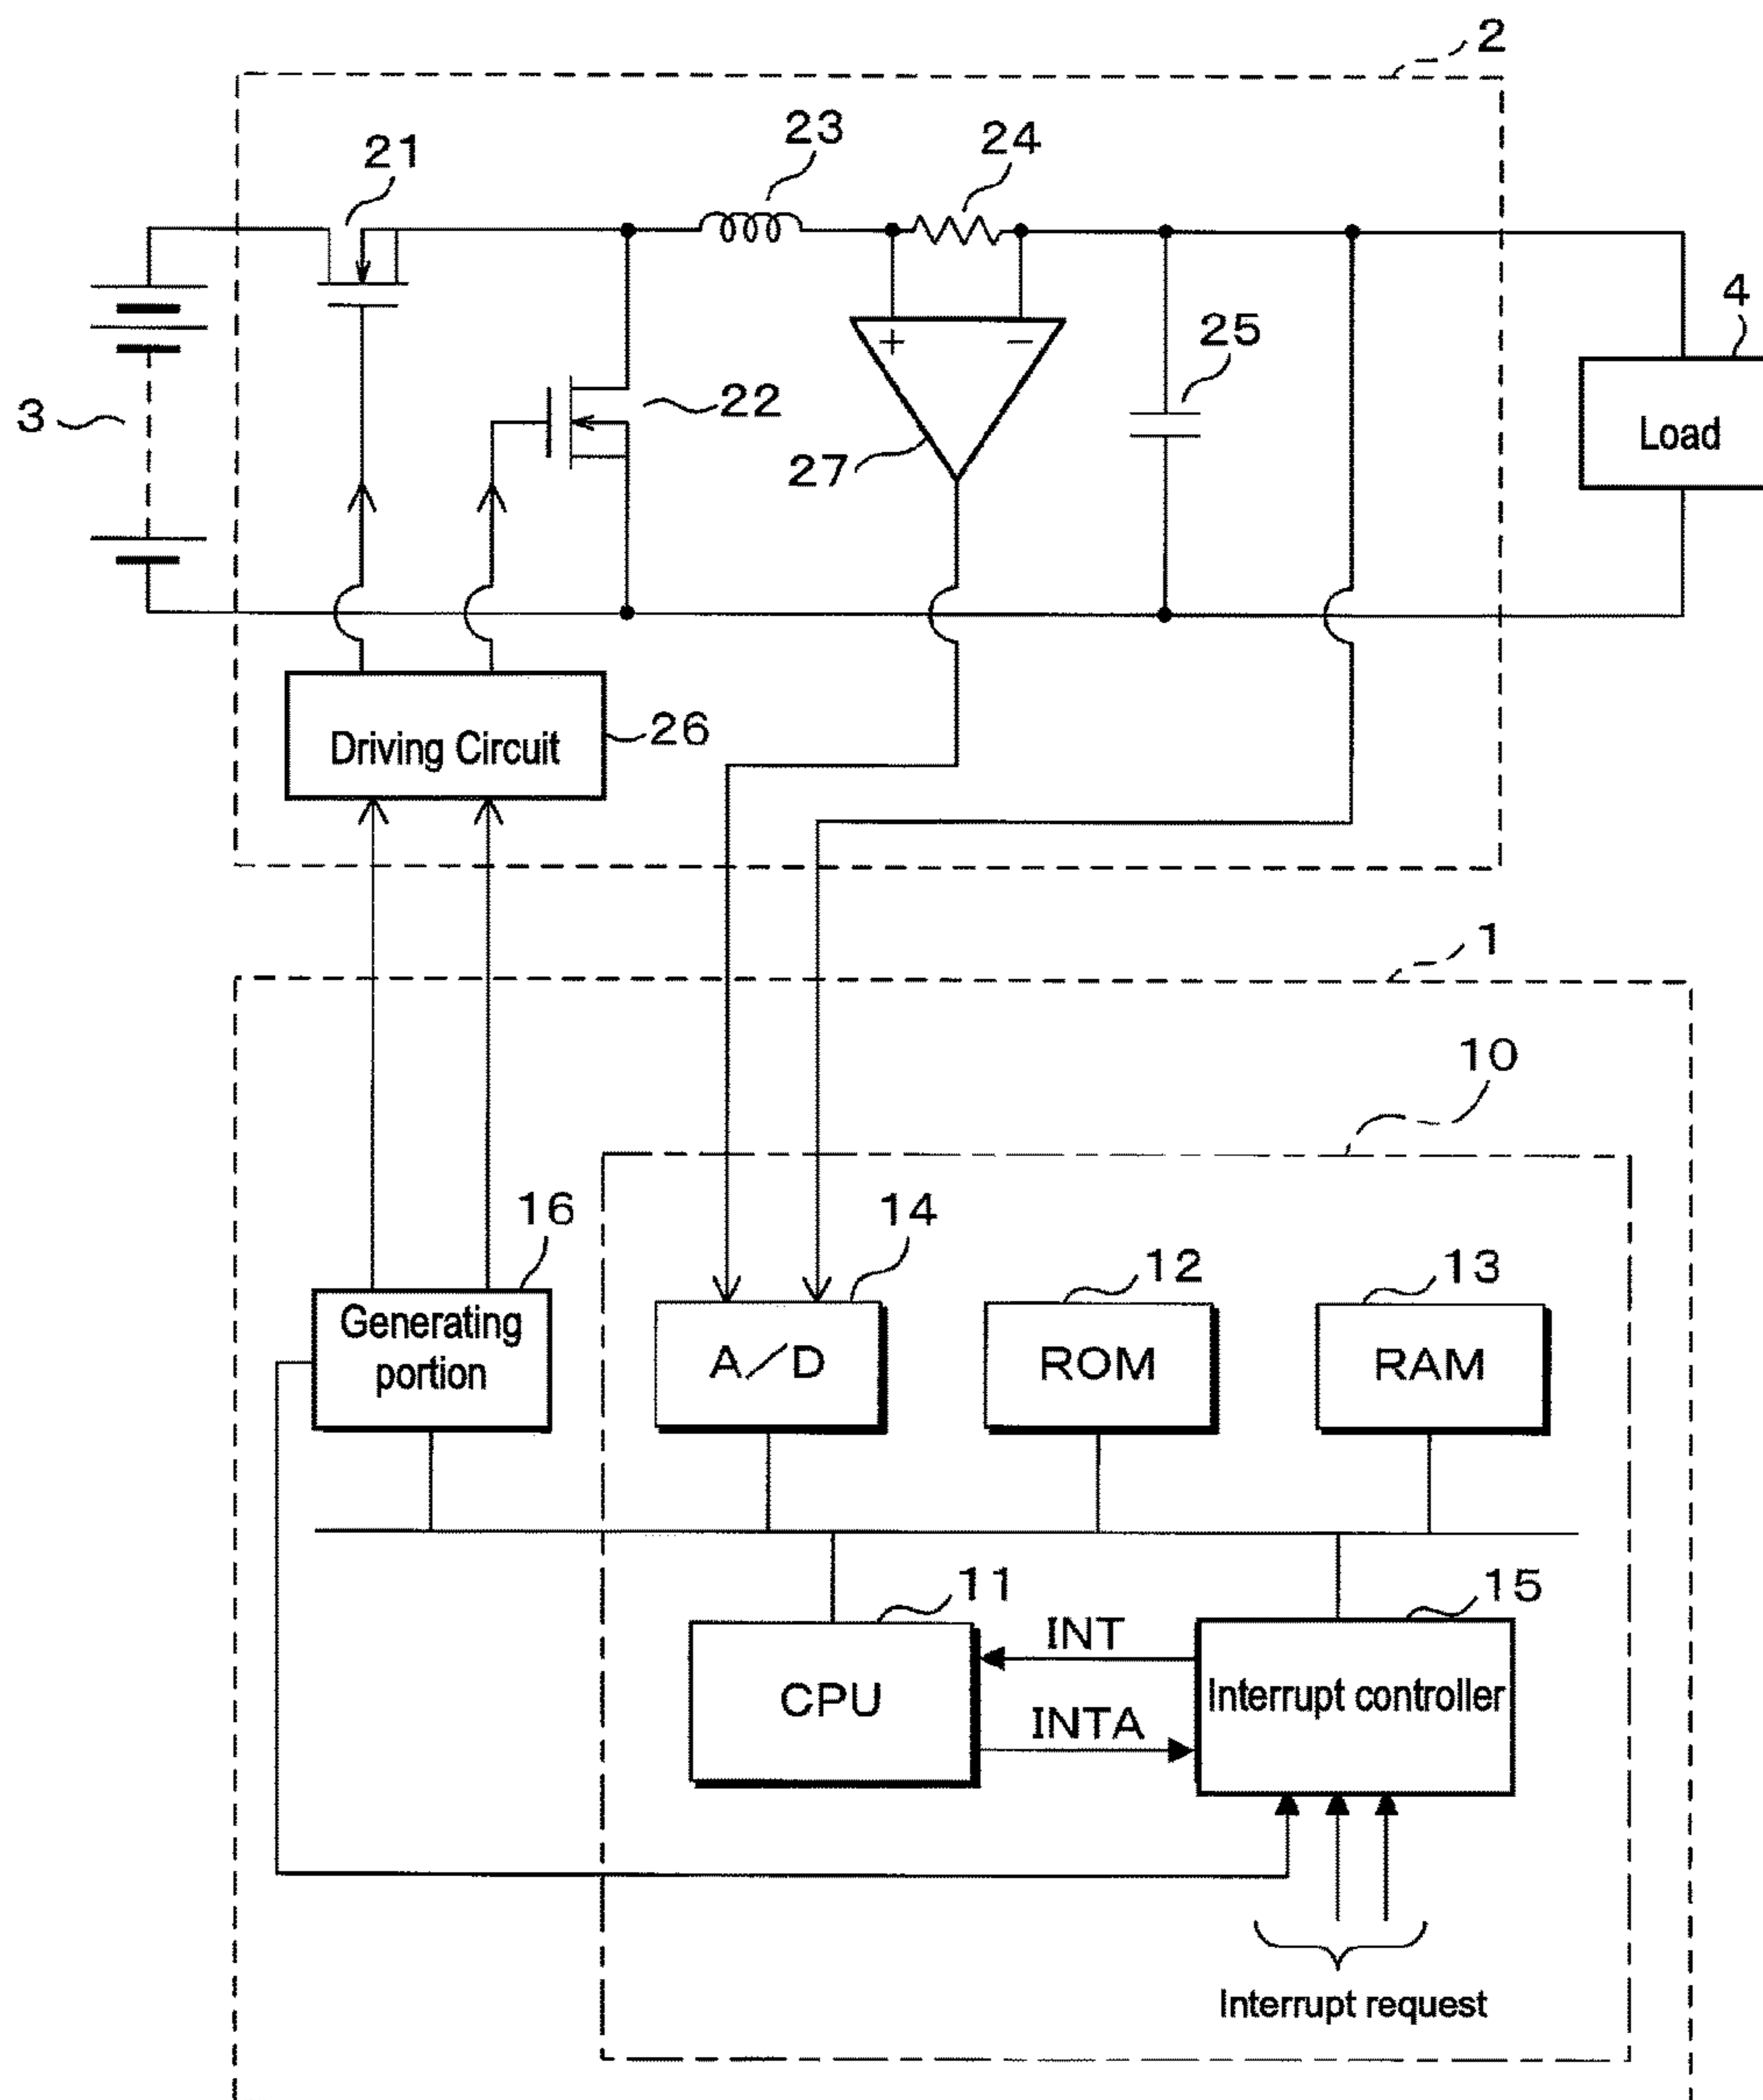 2
21
23
24
3
22
+ −
27
25
4
Load
Driving Circuit
26
1
10
16
Generating
portion
14
A/D
12
ROM
13
RAM
11
CPU
INT
INTA
15
Interrupt controller
Interrupt request